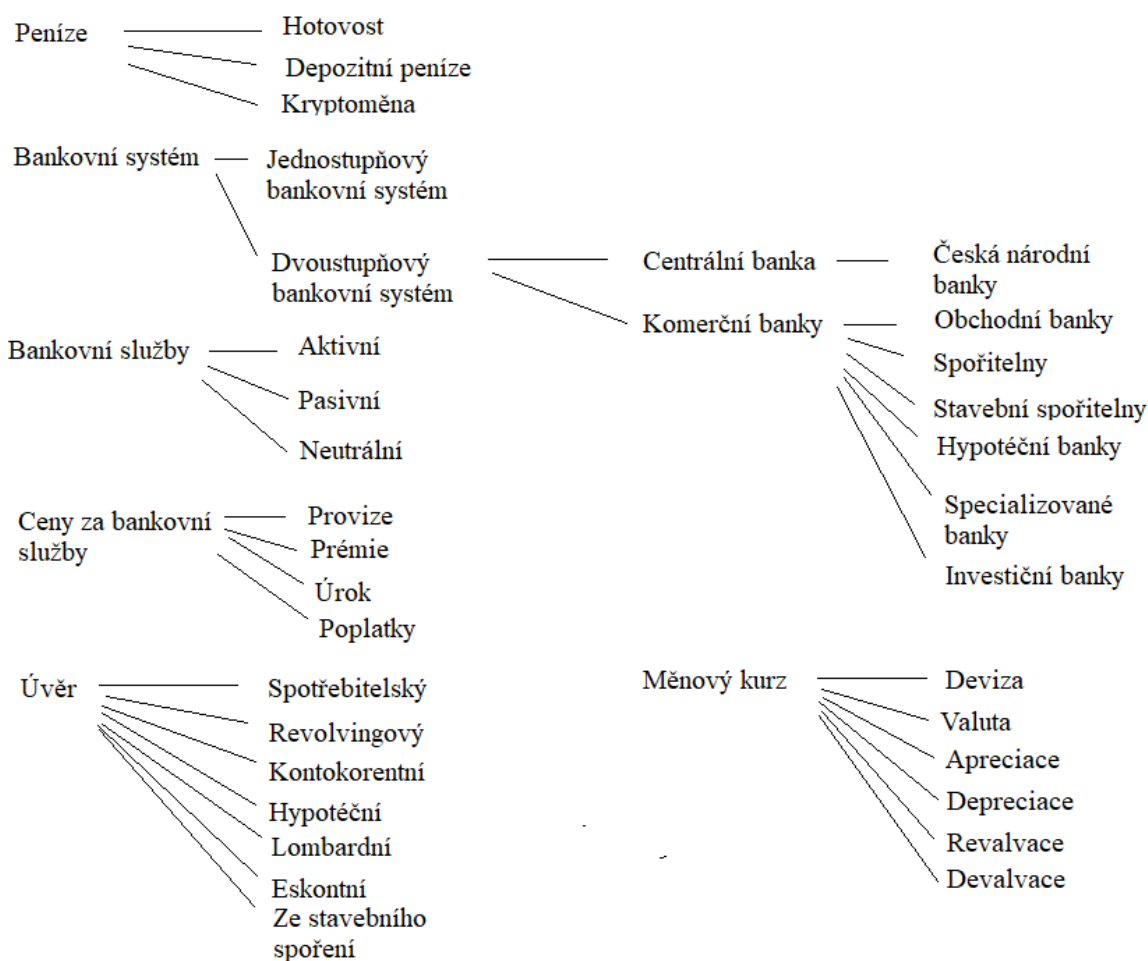 Peníze
Hotovost
Depozitní peníze
Kryptoměna
Bankovní systém
Jednostupňový
bankovní systém
Dvoustupňový
bankovní systém
Centrální banka
Česká národní
banky
Komerční banky
Obchodní banky
Spořitelny
Stavební spořitelny
Hypotéční banky
Specializované
banky
Investiční banky
Bankovní služby
Aktivní
Pasivní
Neutrální
Ceny za bankovní
služby
Provize
Prémie
Úrok
Poplatky
Úvěr
Spotřebitelský
Revolvingový
Kontokorentní
Hypotéční
Lombardní
Eskontní
Ze stavebního
spoření
Měnový kurz
Deviza
Valuta
Apreciace
Depreciace
Revalvace
Devalvace